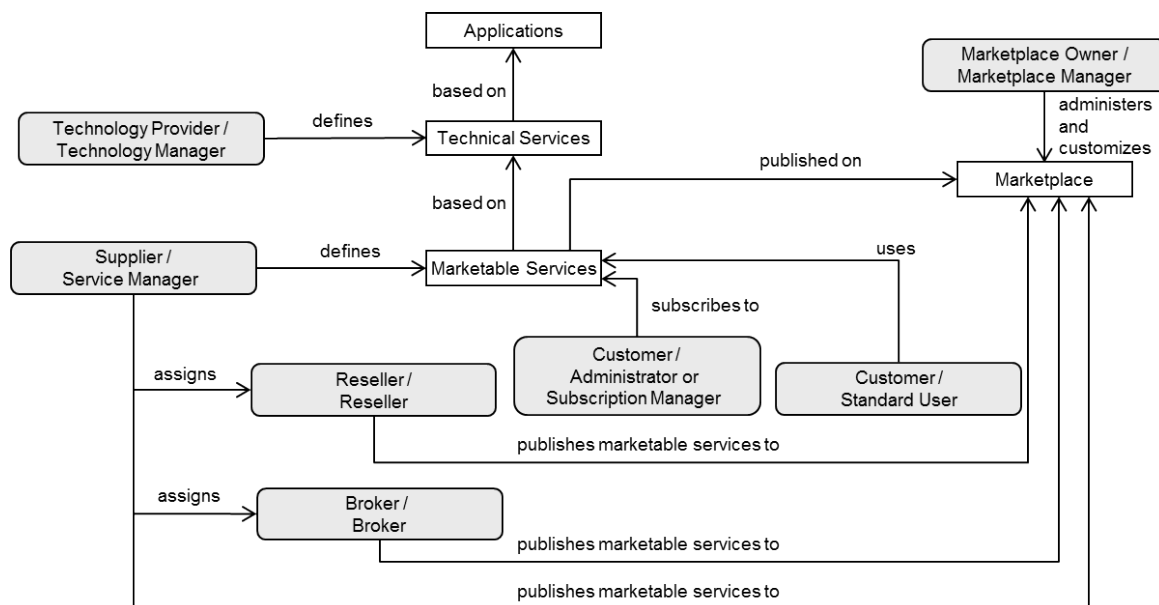 Applications
Marketplace Owner /
Marketplace Manager
based on
administers
and
customizes
Technology Provider /
Technology Manager
defines
Technical Services
published on
Marketplace
based on
Supplier /
Service Manager
defines
Marketable Services
uses
subscribes to
Customer /
Administrator or
Subscription Manager
Customer /
Standard User
assigns
Reseller /
Reseller
publishes marketable services to
assigns
Broker /
Broker
publishes marketable services to
publishes marketable services to